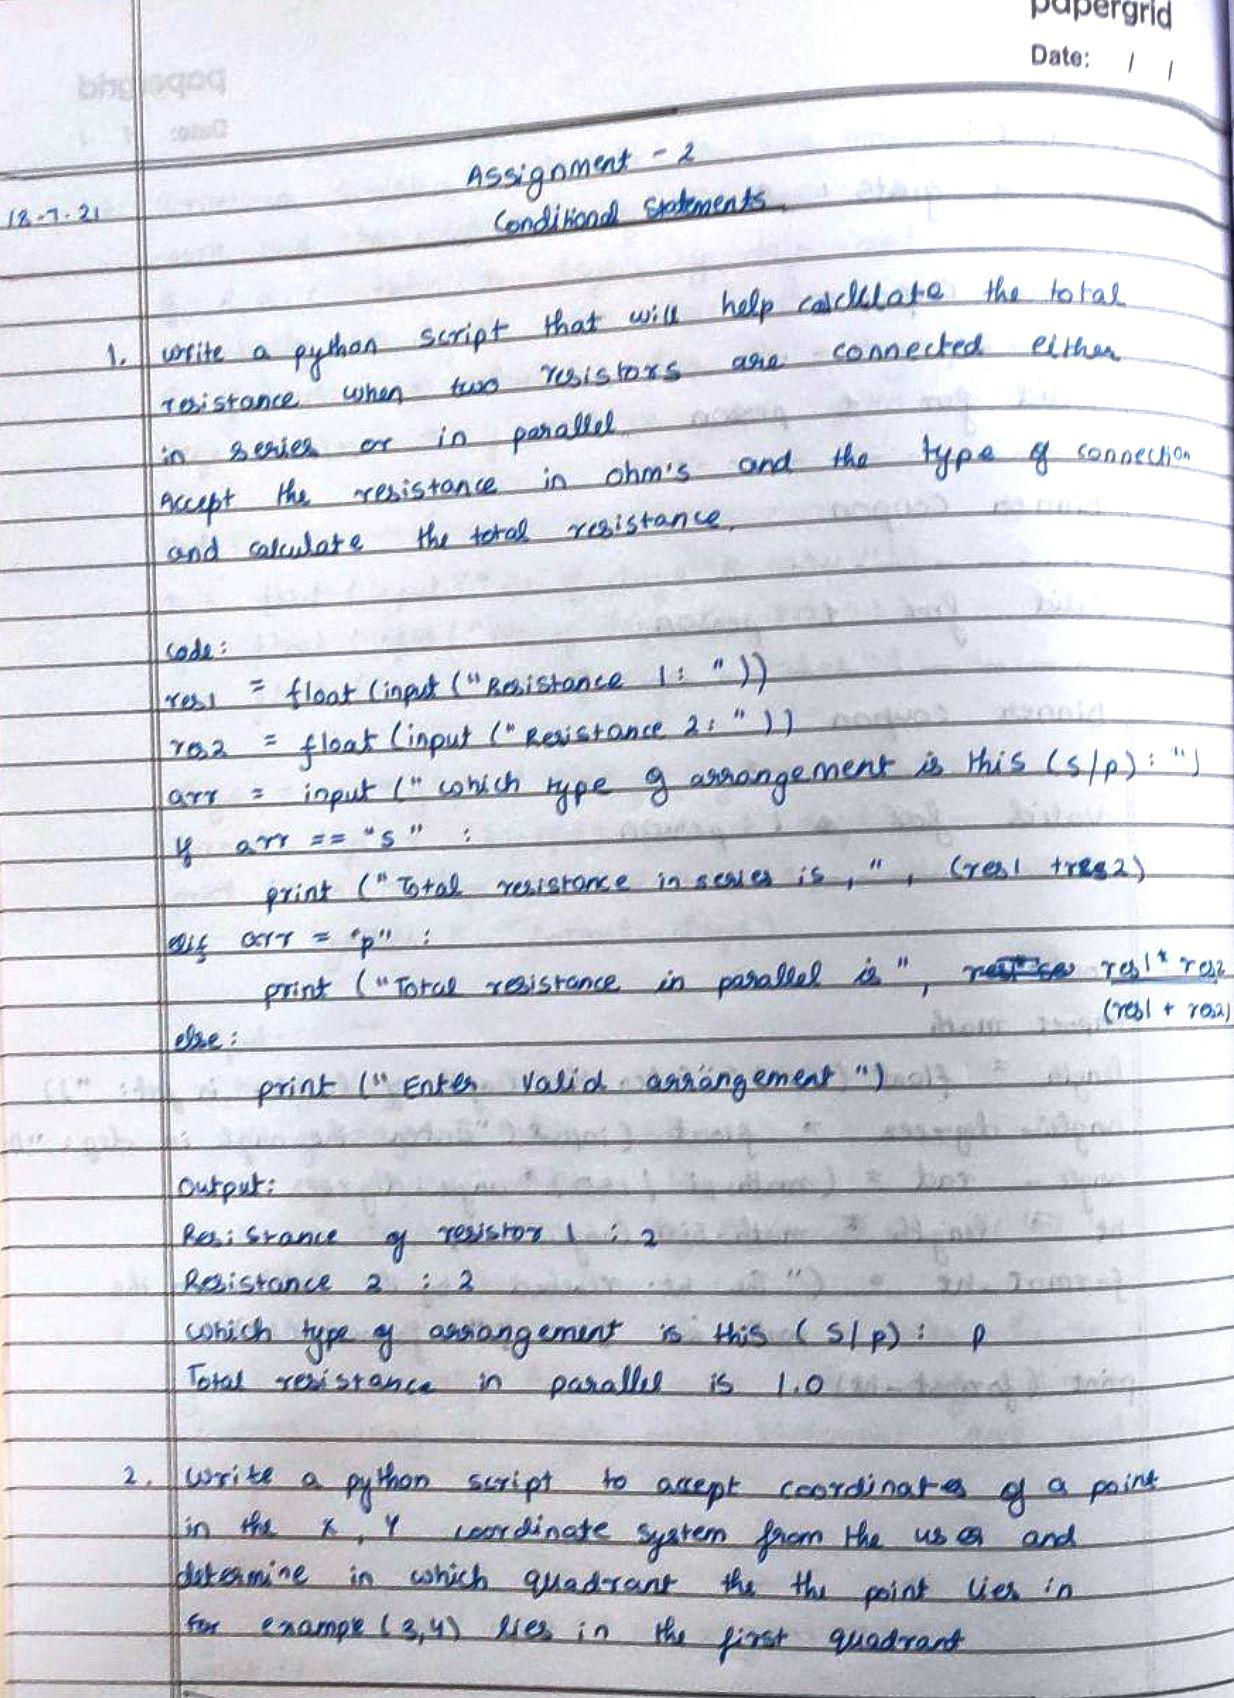 papergrid
Date: / /
Assignment - 2
12-7-21
Conditional Statements.
1. write a python script that will help calculate the total
resistance when two resistors are connected either
in series or in parallel.
Accept the resistance in ohm's and the type of connection
and calculate the total resistance.
code:
res1 = float (input ("Resistance 1: "))
res2 = float (input ("Resistance 2: "))
arr = input (" which type of arrangement is this (s/p): ")
if arr == "s" :
print ("Total resistance in series is , ", (res1 + res2)
elif arr = "p" :
print ("Total resistance in parallel is ", res1 * res2
(res1 + res2)
else :
print (" Enter valid arrangement ")
Output:
Resistance of resistor 1 : 2
Resistance 2 : 2
which type of arrangement is this ( S/p) : p
Total resistance in parallel is 1.0
2. write a python script to accept coordinates of a point
in the X, Y coordinate system from the user and
determine in which quadrant the the point lies in
for example (3,4) lies in the first quadrant